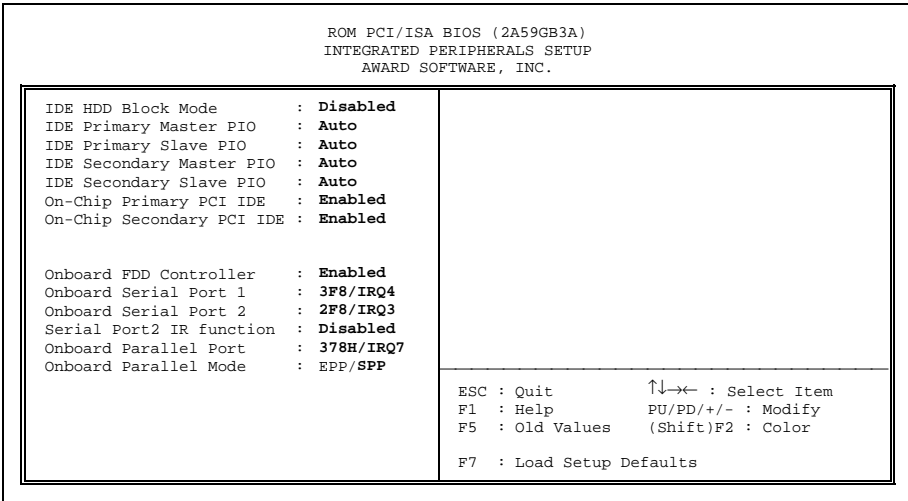 ROM PCI/ISA BIOS (2A59GB3A)
INTEGRATED PERIPHERALS SETUP
AWARD SOFTWARE, INC.
IDE HDD Block Mode : Disabled
IDE Primary Master PIO : Auto
IDE Primary Slave PIO : Auto
IDE Secondary Master PIO : Auto
IDE Secondary Slave PIO : Auto
On-Chip Primary PCI IDE : Enabled
On-Chip Secondary PCI IDE : Enabled
Onboard FDD Controller : Enabled
Onboard Serial Port 1 : 3F8/IRQ4
Onboard Serial Port 2 : 2F8/IRQ3
Serial Port2 IR function : Disabled
Onboard Parallel Port : 378H/IRQ7
Onboard Parallel Mode : EPP/SPP
ESC : Quit ↑↓→← : Select Item
F1 : Help PU/PD/+/- : Modify
F5 : Old Values (Shift)F2 : Color
F7 : Load Setup Defaults